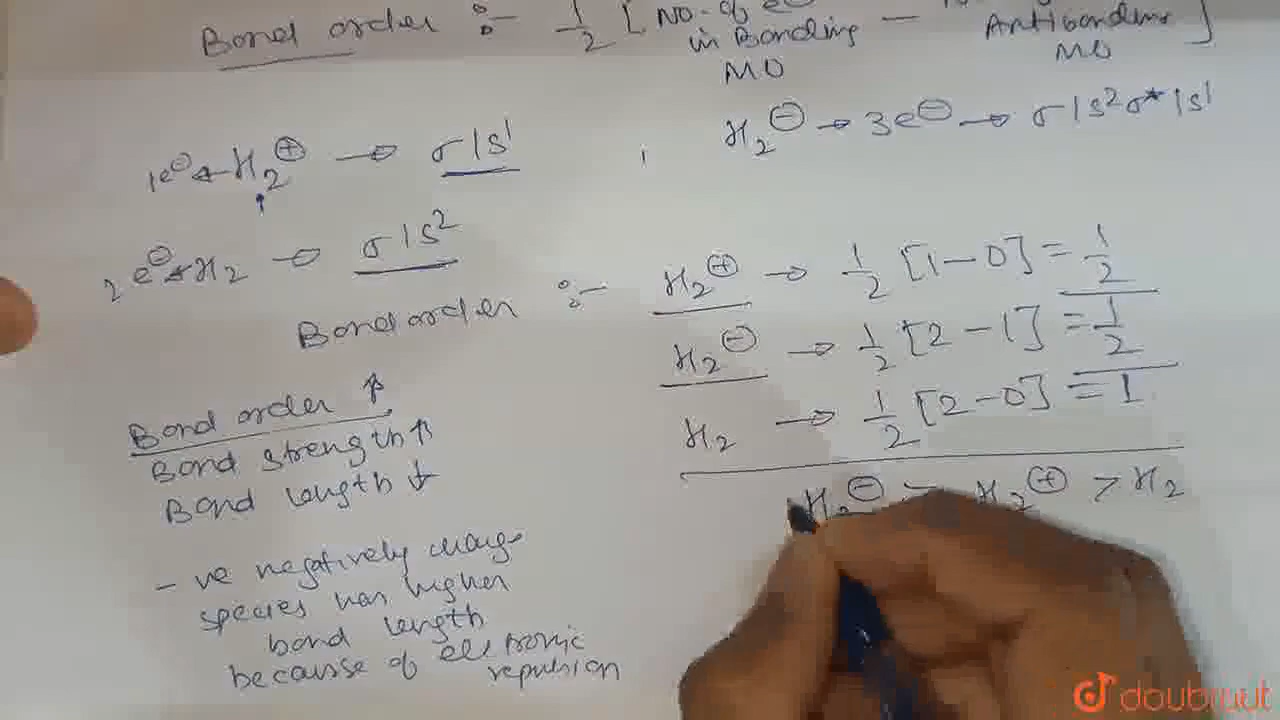 Bond order :- 1/2 [No. of e⊖ in Bonding MO — Antibonding MO]
1e⊖ ← H2⊕ → σ1s¹ , H2⊖ → 3e⊖ → σ1s² σ*1s¹
2e⊖ ← H2 → σ1s²
Bond order :- H2⊕ → 1/2 [1-0] = 1/2
H2⊖ → 1/2 [2-1] = 1/2
H2 → 1/2 [2-0] = 1
H2⊖ > H2⊕ > H2
Bond order ↑
Bond strength ↑
Bond length ↓
-ve negatively charge
species has higher
bond length
because of electronic
repulsion
doubtnut